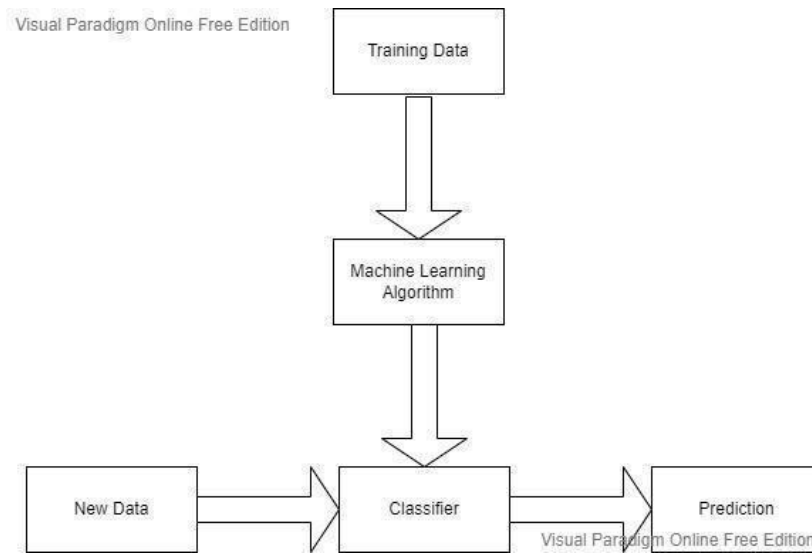 Visual Paradigm Online Free Edition
Training Data
Machine Learning
Algorithm
New Data
Classifier
Prediction
Visual Paradigm Online Free Edition